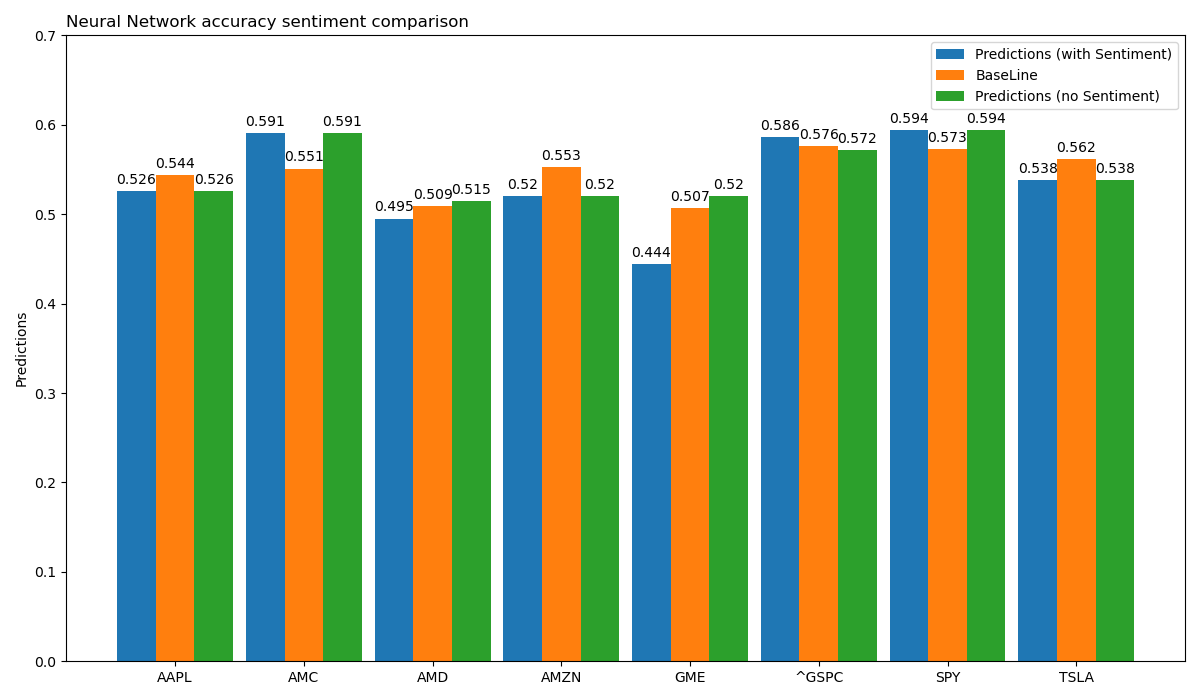 Neural Network accuracy sentiment comparison
Predictions (with Sentiment)
BaseLine
Predictions (no Sentiment)
Predictions
0.7
0.6
0.5
0.4
0.3
0.2
0.1
0.0
0.526 0.544 0.526
0.591 0.551 0.591
0.495 0.509 0.515
0.52 0.553 0.52
0.444 0.507 0.52
0.586 0.576 0.572
0.594 0.573 0.594
0.538 0.562 0.538
AAPL AMC AMD AMZN GME ^GSPC SPY TSLA